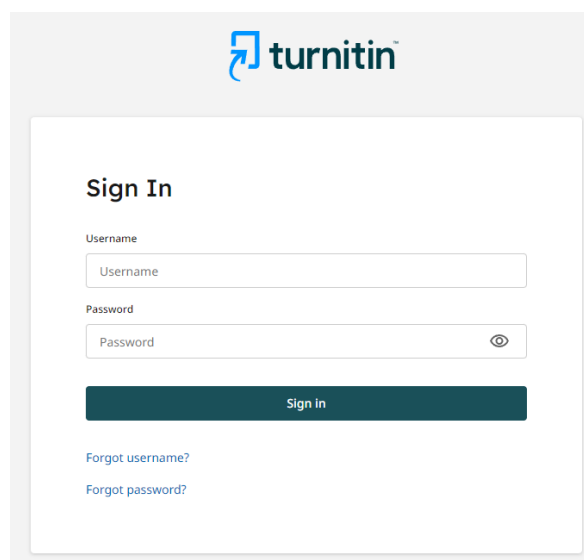 turnitin™
Sign In
Username
Username
Password
Password
Sign in
Forgot username?
Forgot password?